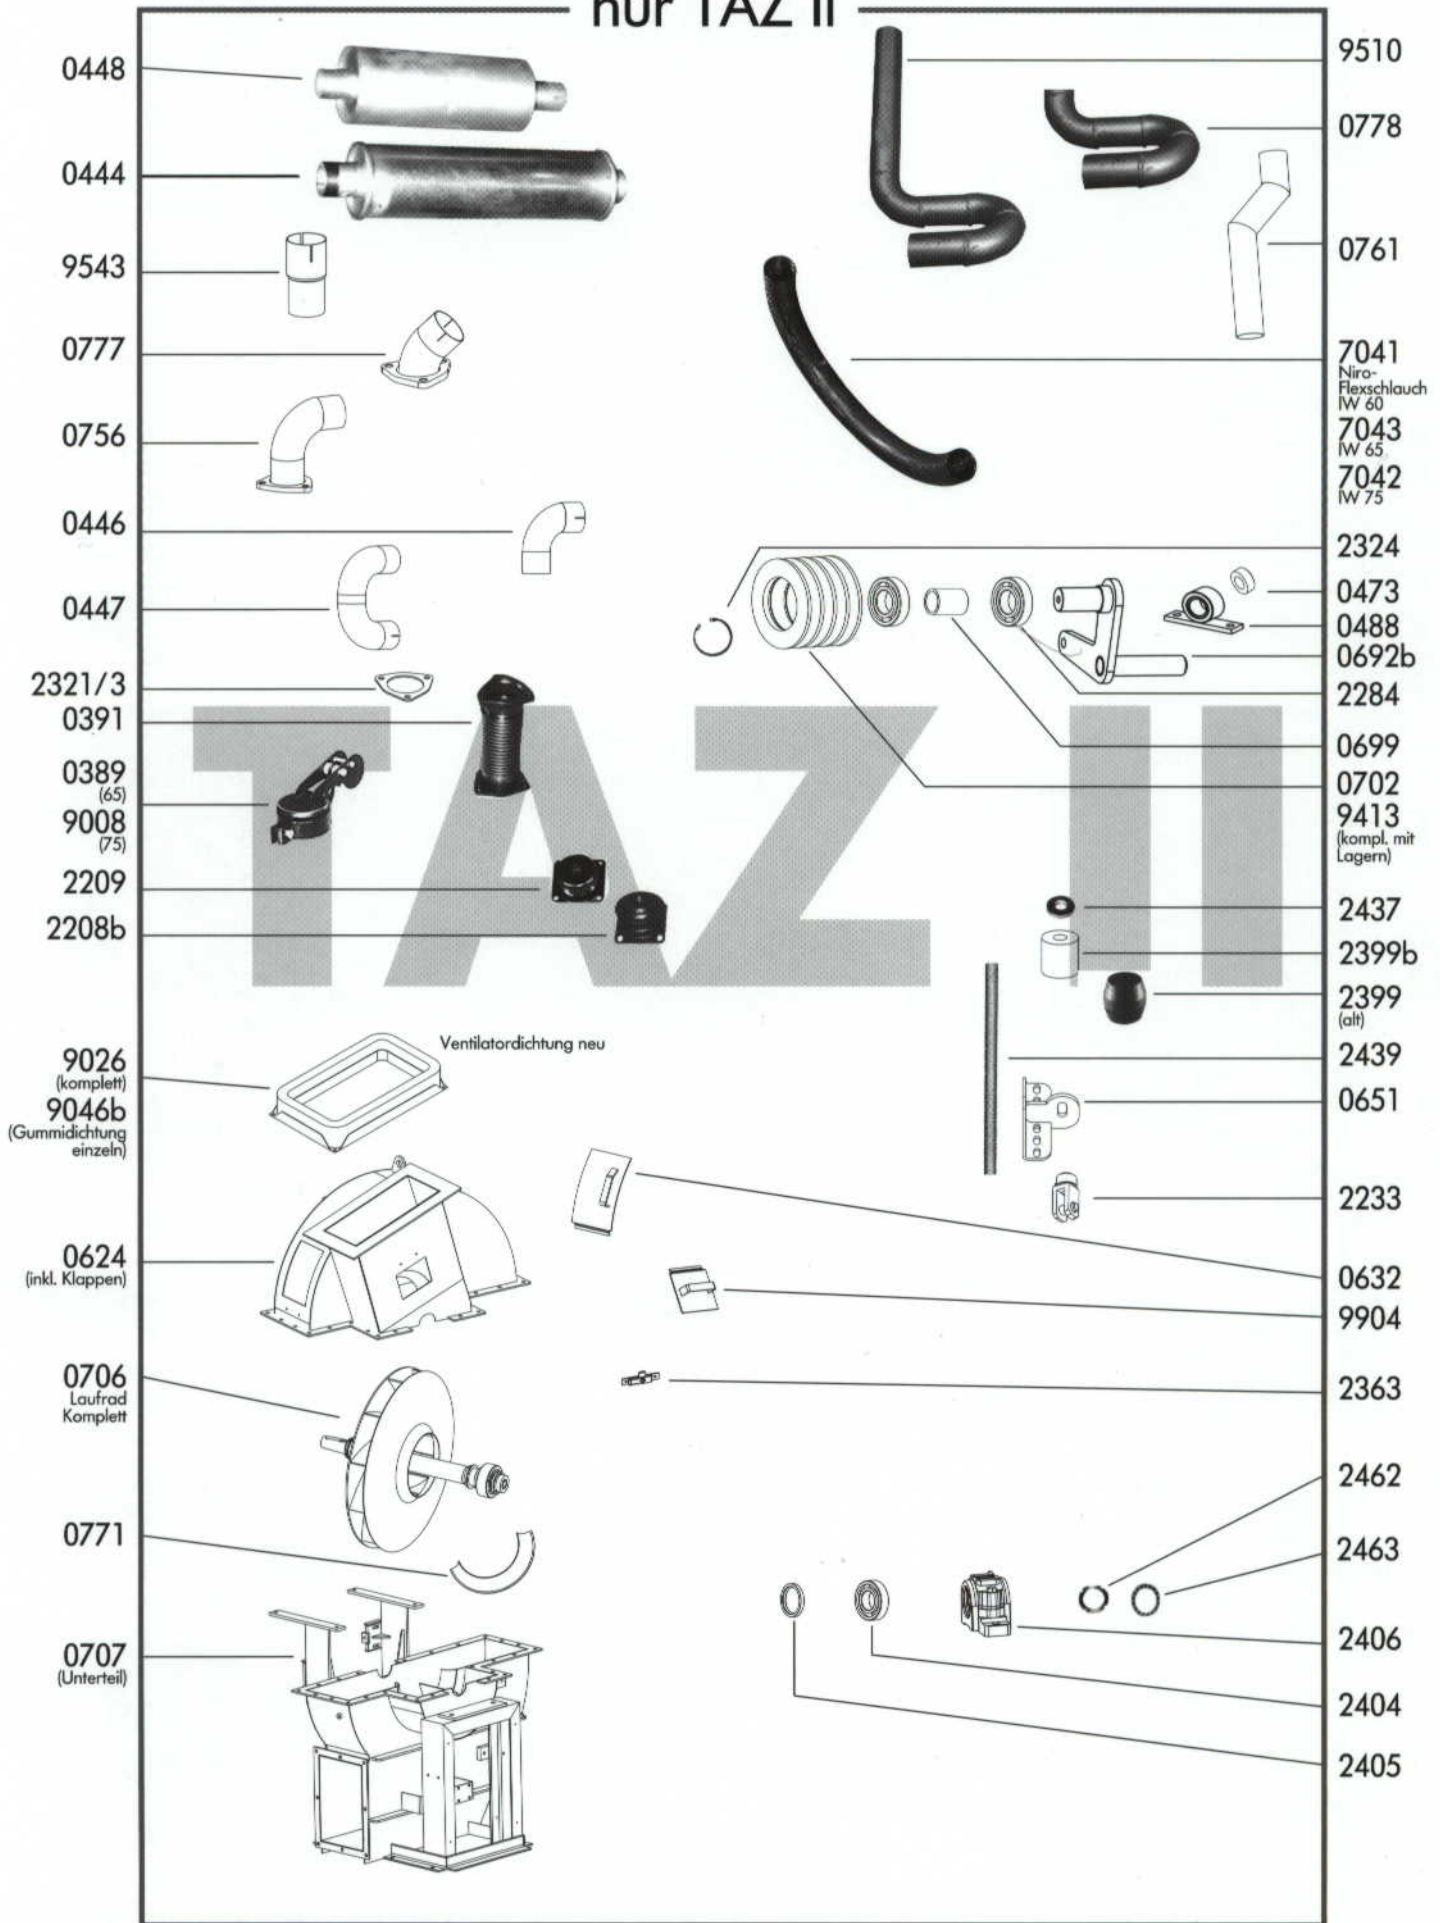 nur TAZ II
0448
0444
9543
0777
0756
0446
0447
2321/3
0391
0389
(65)
9008
(75)
2209
2208b
9026
(komplett)
9046b
(Gummidichtung
einzeln)
0624
(inkl. Klappen)
0706
Laufrad
Komplett
0771
0707
(Unterteil)
TAZ II
Ventilatordichtung neu
9510
0778
0761
7041
Niro-
Flexschlauch
IW 60
7043
IW 65
7042
IW 75
2324
0473
0488
0692b
2284
0699
0702
9413
(kompl. mit
Lagern)
2437
2399b
2399
(alt)
2439
0651
2233
0632
9904
2363
2462
2463
2406
2404
2405